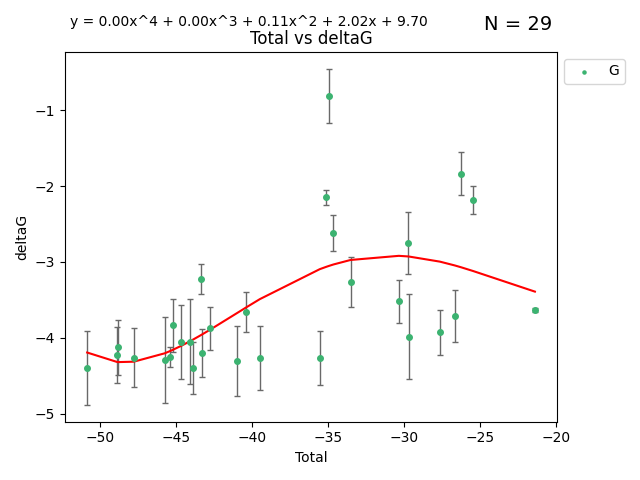 y = 0.00x^4 + 0.00x^3 + 0.11x^2 + 2.02x + 9.70
N = 29
Total vs deltaG
G
deltaG
−1
−2
−3
−4
−5
−50 −45 −40 −35 −30 −25 −20
Total